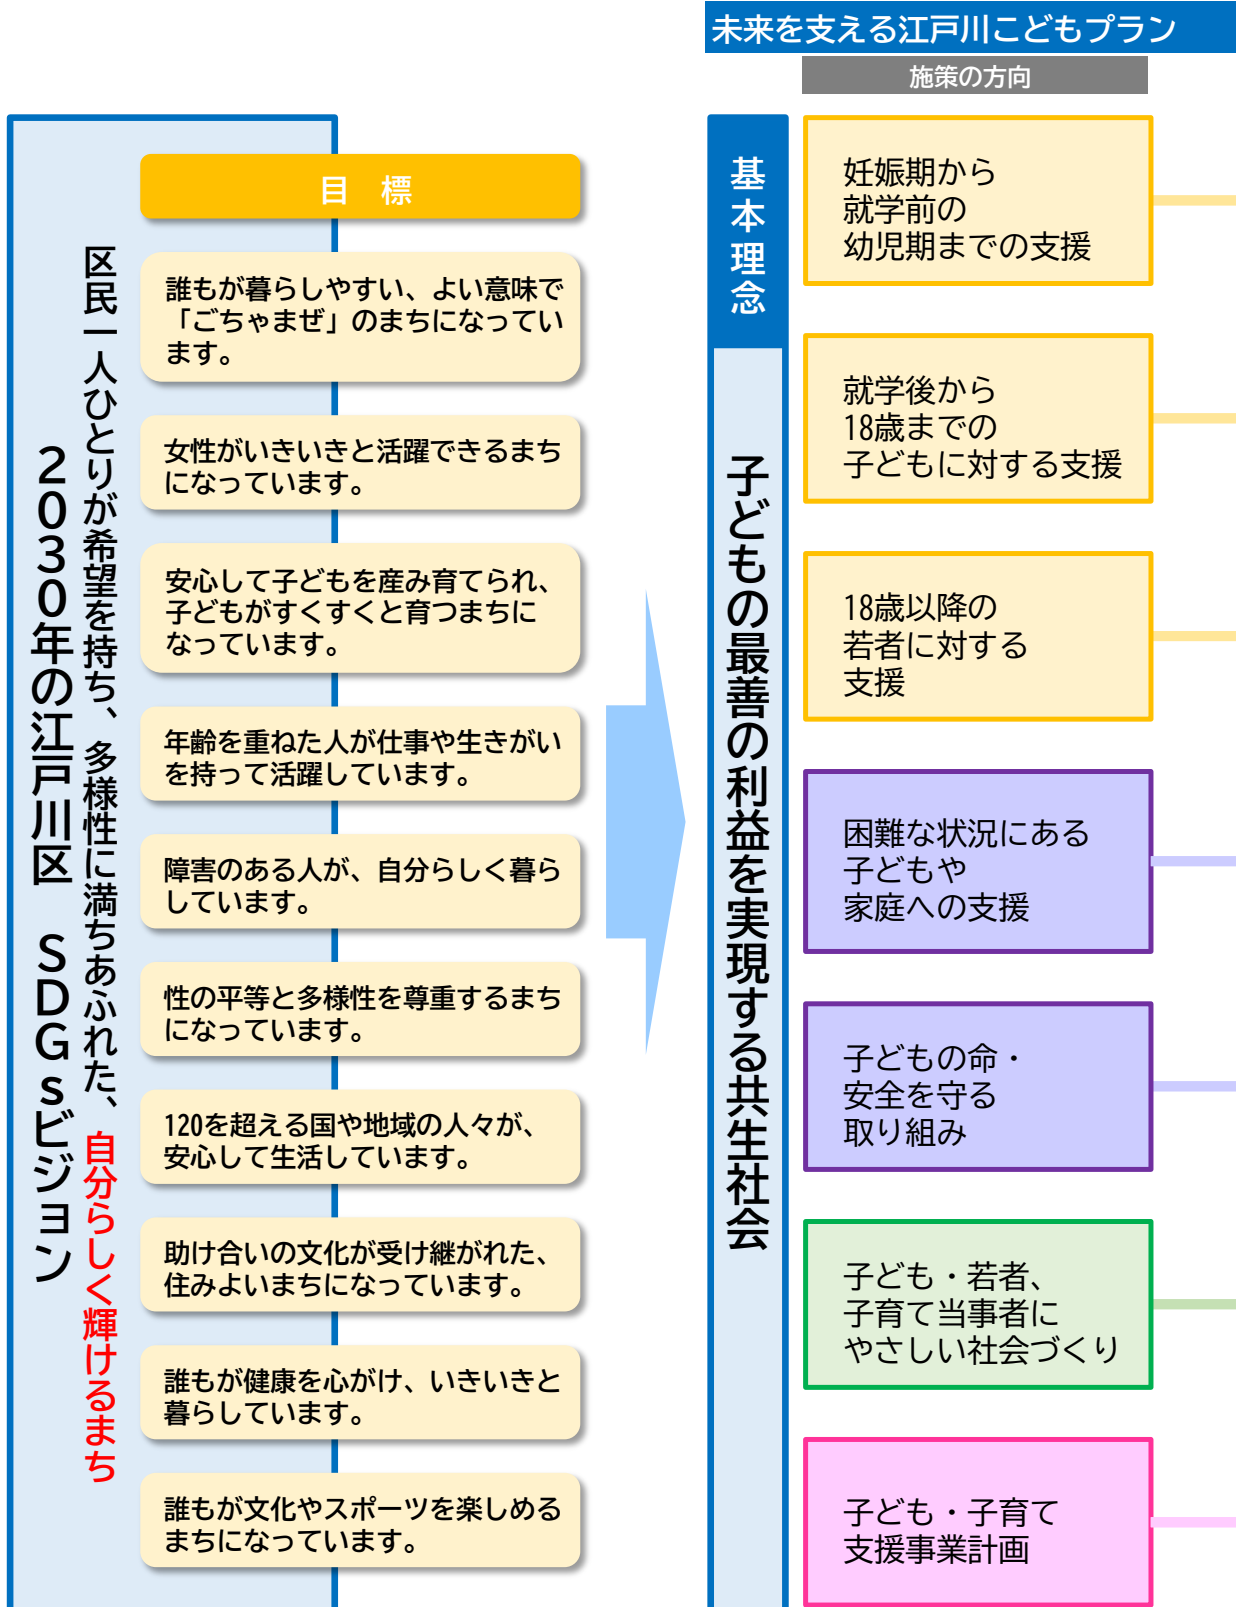 ２０３０年の江戸川区　ＳＤＧｓビジョン
区民一人ひとりが希望を持ち、多様性に満ちあふれた、自分らしく輝けるまち
目　標
誰もが暮らしやすい、よい意味で
「ごちゃまぜ」のまちになってい
ます。
女性がいきいきと活躍できるまち
になっています。
安心して子どもを産み育てられ、
子どもがすくすくと育つまちに
なっています。
年齢を重ねた人が仕事や生きがい
を持って活躍しています。
障害のある人が、自分らしく暮ら
しています。
性の平等と多様性を尊重するまち
になっています。
120を超える国や地域の人々が、
安心して生活しています。
助け合いの文化が受け継がれた、
住みよいまちになっています。
誰もが健康を心がけ、いきいきと
暮らしています。
誰もが文化やスポーツを楽しめる
まちになっています。
未来を支える江戸川こどもプラン
施策の方向
基本理念
子どもの最善の利益を実現する共生社会
妊娠期から
就学前の
幼児期までの支援
就学後から
18歳までの
子どもに対する支援
18歳以降の
若者に対する
支援
困難な状況にある
子どもや
家庭への支援
子どもの命・
安全を守る
取り組み
子ども・若者、
子育て当事者に
やさしい社会づくり
子ども・子育て
支援事業計画